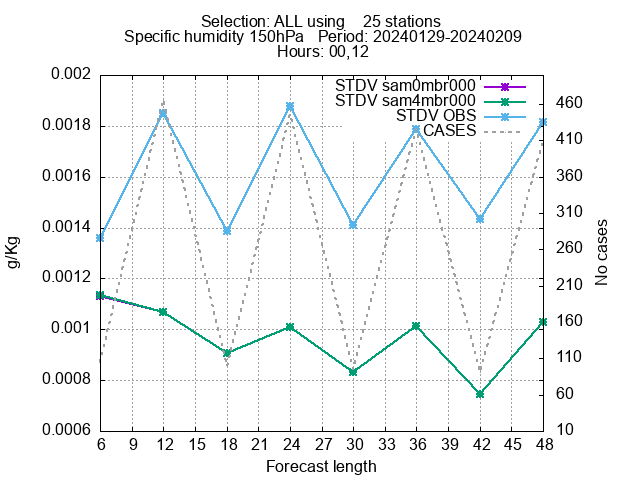 Selection: ALL using    25 stations
Specific humidity 150hPa   Period: 20240129-20240209
Hours: 00,12
STDV sam0mbr000
STDV sam4mbr000
STDV OBS
CASES
0.002
0.0018
0.0016
0.0014
0.0012
0.001
0.0008
0.0006
g/Kg
460
410
360
310
260
210
160
110
60
10
No cases
6 12 15 18 21 24 27 30 33 36 39 42 45 48
Forecast length